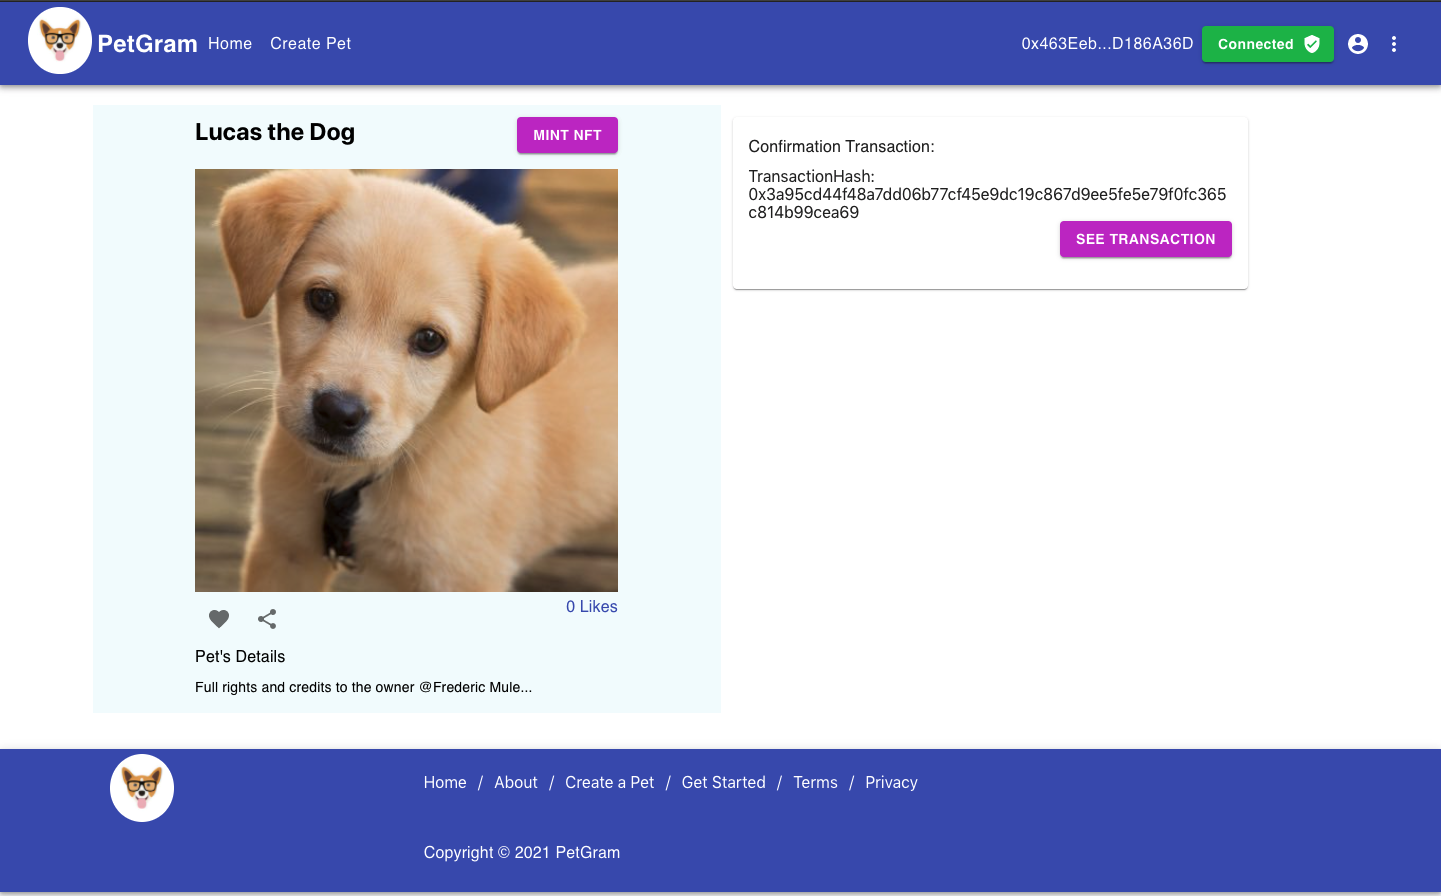 PetGram Home Create Pet 0x463Eeb...D186A36D Connected
Lucas the Dog
MINT NFT
0 Likes
Pet's Details
Full rights and credits to the owner @Frederic Mule...
Confirmation Transaction:
TransactionHash:
0x3a95cd44f48a7dd06b77cf45e9dc19c867d9ee5fe5e79f0fc365
c814b99cea69
SEE TRANSACTION
Home / About / Create a Pet / Get Started / Terms / Privacy
Copyright © 2021 PetGram